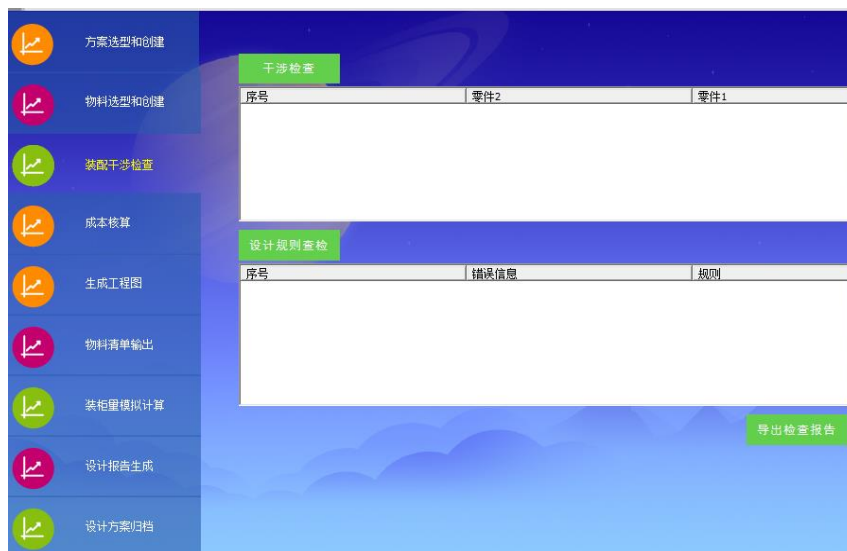 方案选型和创建
物料选型和创建
装配干涉检查
成本核算
生成工程图
物料清单输出
装柜量模拟计算
设计报告生成
设计方案归档
干涉检查
序号 零件2 零件1
设计规则查检
序号 错误信息 规则
导出检查报告